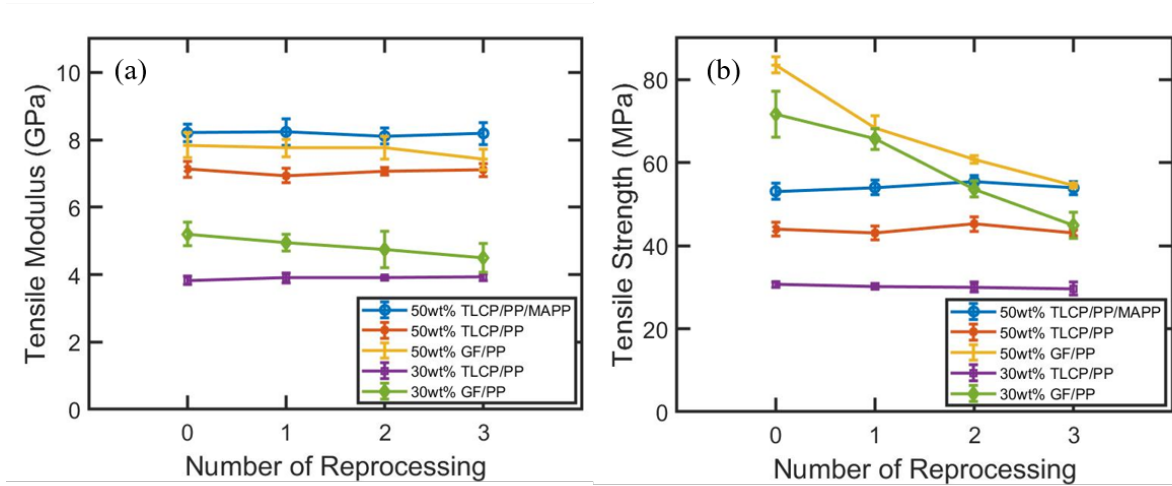 (a)
Tensile Modulus (GPa)
10
8
6
4
2
0
50wt% TLCP/PP/MAPP
50wt% TLCP/PP
50wt% GF/PP
30wt% TLCP/PP
30wt% GF/PP
0 1 2 3
Number of Reprocessing
(b)
Tensile Strength (MPa)
80
60
40
20
0
50wt% TLCP/PP/MAPP
50wt% TLCP/PP
50wt% GF/PP
30wt% TLCP/PP
30wt% GF/PP
0 1 2 3
Number of Reprocessing